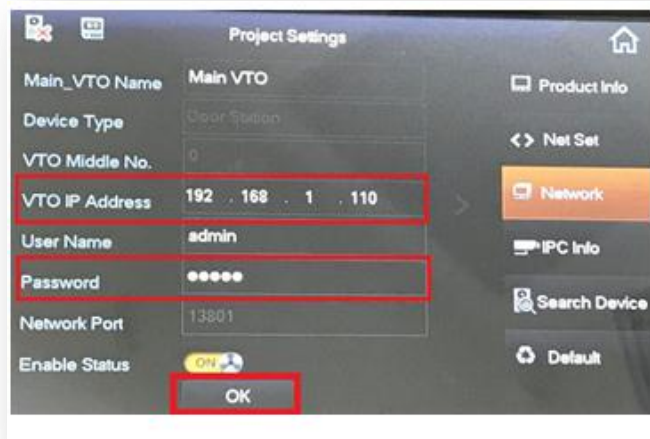 Project Settings
Main_VTO Name Main VTO
Product Info
Device Type Door Station
Net Set
VTO Middle No. 0
VTO IP Address 192 . 168 . 1 . 110
Network
User Name admin
IPC Info
Password
Search Device
Network Port 13801
Enable Status ON
Default
OK